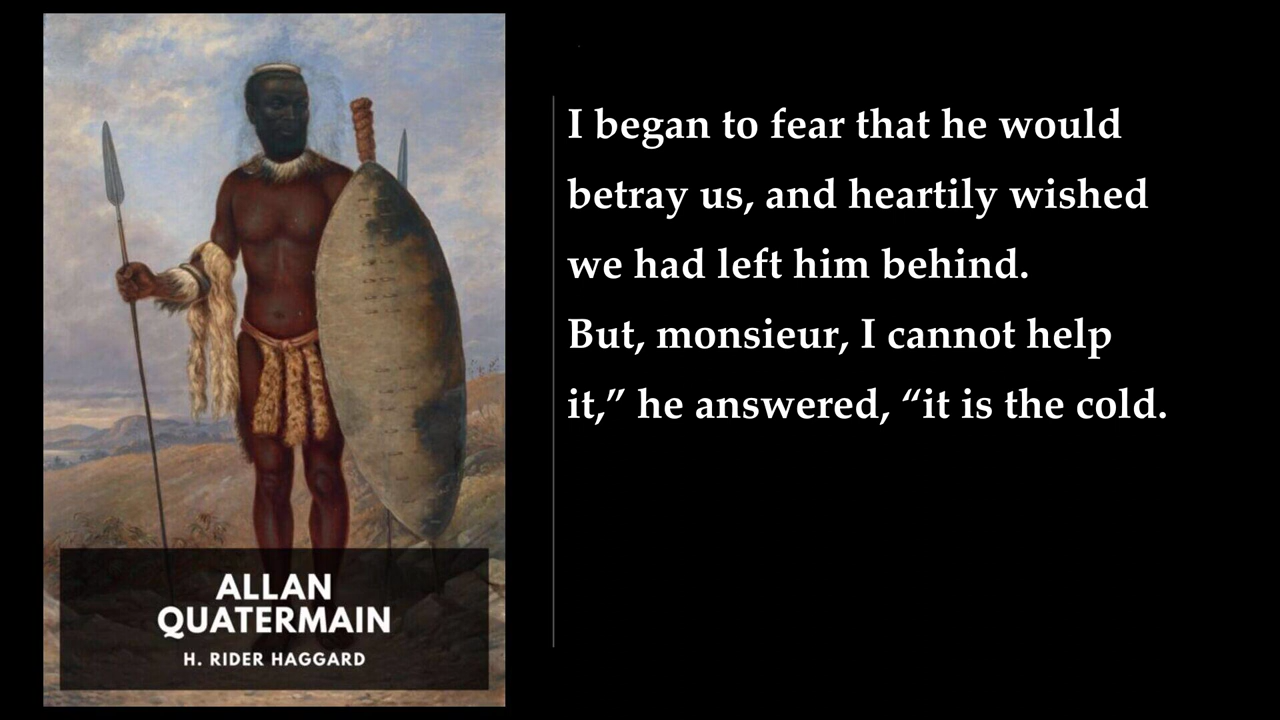 ALLAN
QUATERMAIN
H. RIDER HAGGARD
I began to fear that he would
betray us, and heartily wished
we had left him behind.
But, monsieur, I cannot help
it,” he answered, “it is the cold.